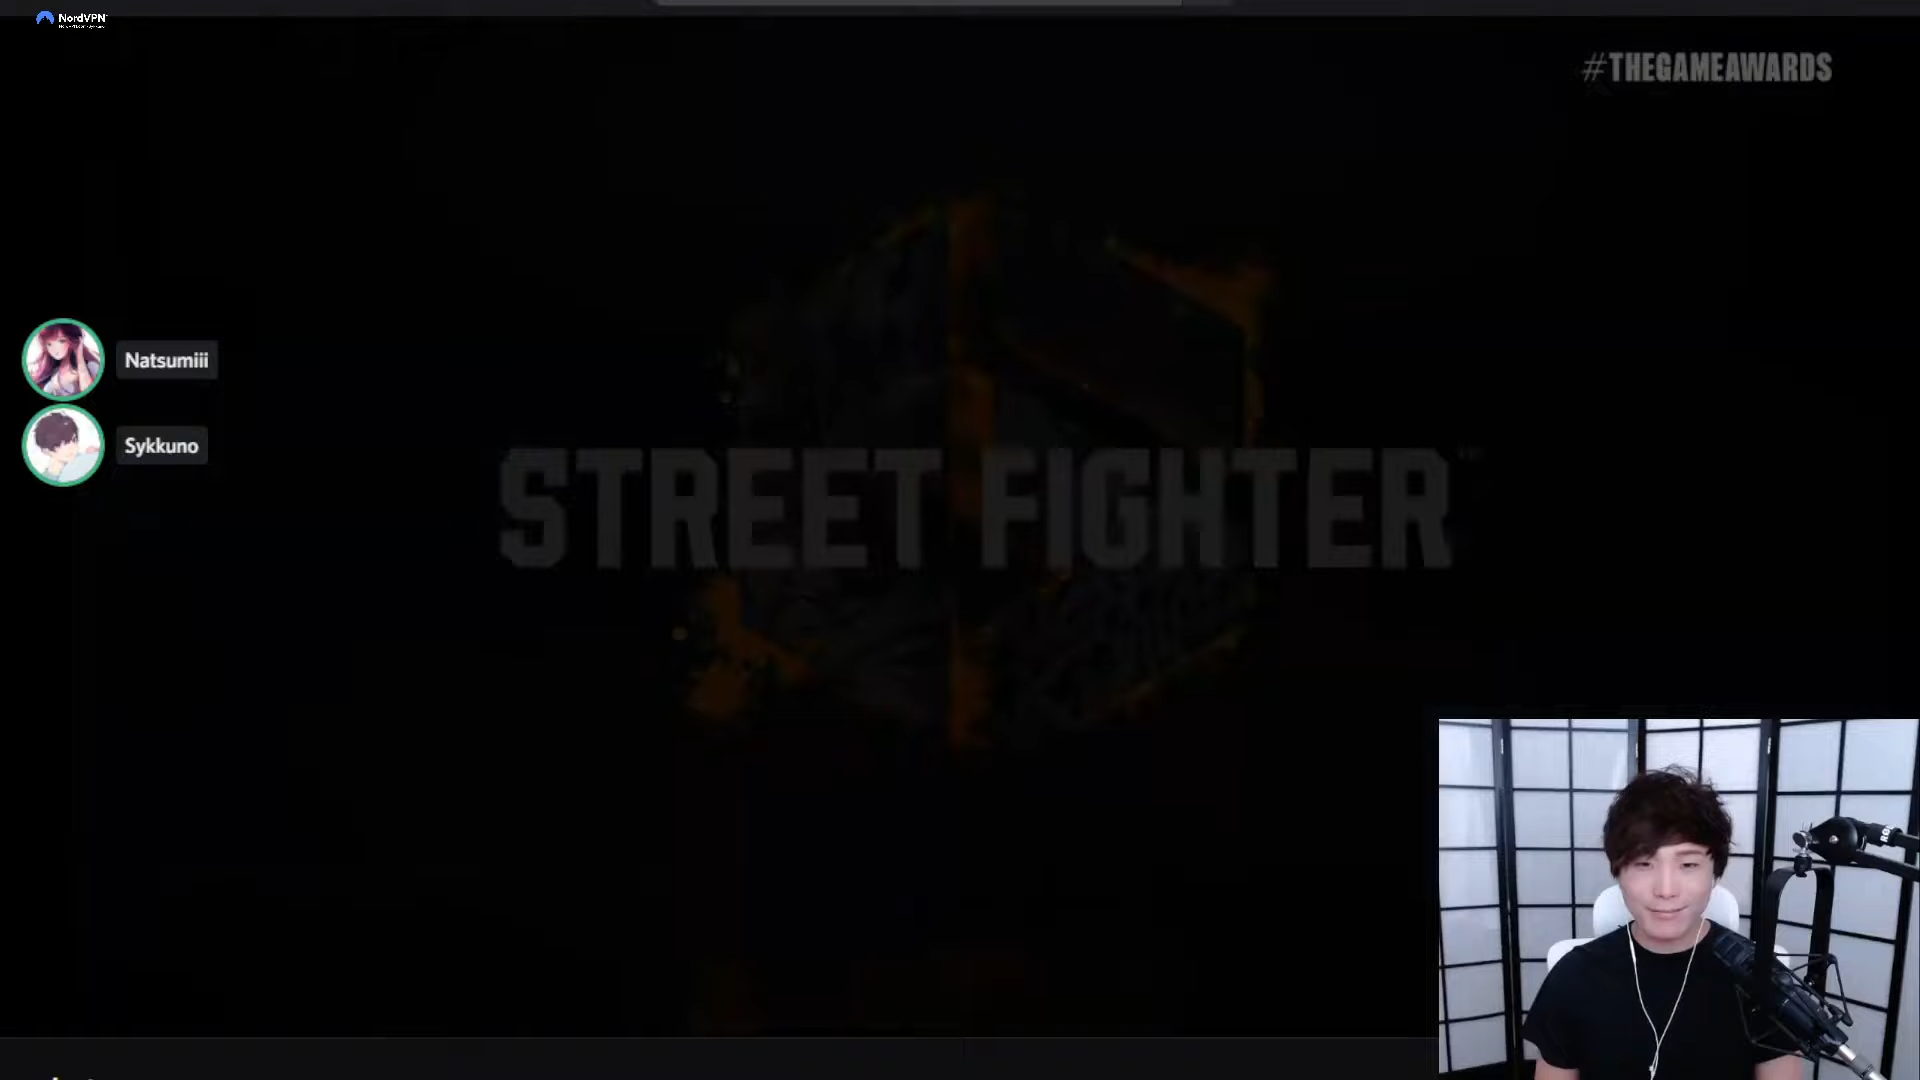 NordVPN
#THEGAMEAWARDS
Natsumiii
Sykkuno
STREET FIGHTER